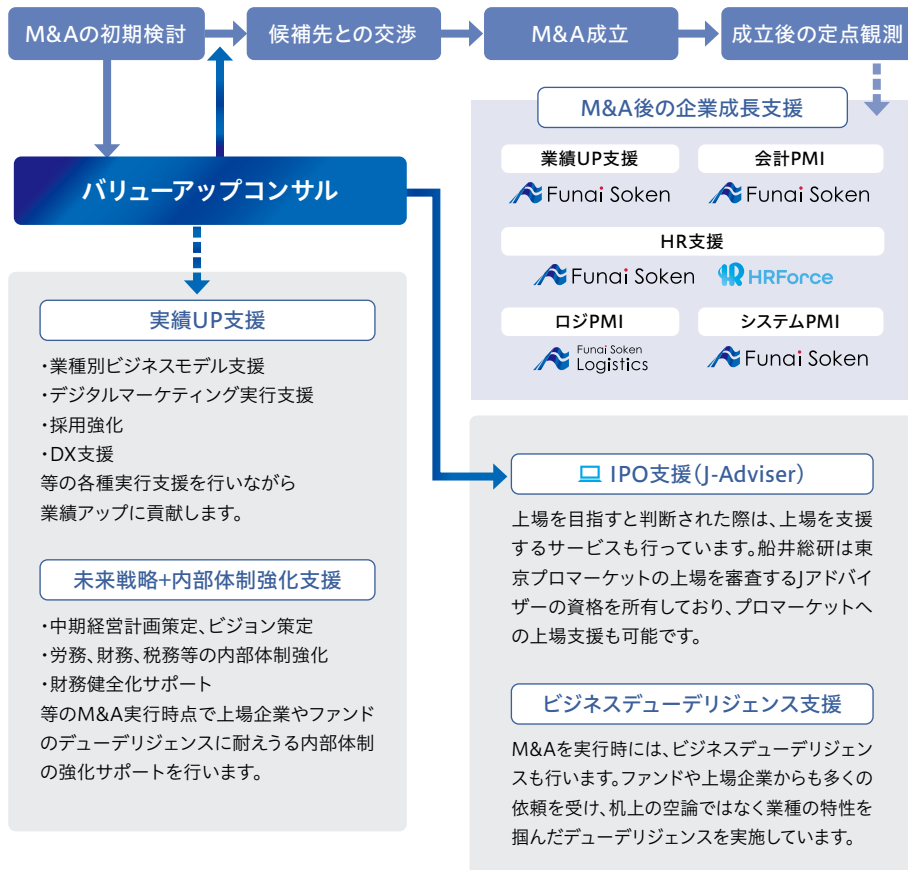 M&Aの初期検討
候補先との交渉
M&A成立
成立後の定点観測
バリューアップコンサル
実績UP支援
・業種別ビジネスモデル支援
・デジタルマーケティング実行支援
・採用強化
・DX支援
等の各種実行支援を行いながら
業績アップに貢献します。
未来戦略+内部体制強化支援
・中期経営計画策定、ビジョン策定
・労務、財務、税務等の内部体制強化
・財務健全化サポート
等のM&A実行時点で上場企業やファンド
のデューデリジェンスに耐えうる内部体制
の強化サポートを行います。
M&A後の企業成長支援
業績UP支援
会計PMI
Funai Soken
Funai Soken
HR支援
Funai Soken
HRForce
ロジPMI
システムPMI
Funai Soken
Logistics
Funai Soken
IPO支援(J-Adviser)
上場を目指すと判断された際は、上場を支援
するサービスも行っています。船井総研は東
京プロマーケットの上場を審査するJアドバイ
ザーの資格を所有しており、プロマーケットへ
の上場支援も可能です。
ビジネスデューデリジェンス支援
M&Aを実行時には、ビジネスデューデリジェン
スも行います。ファンドや上場企業からも多くの
依頼を受け、机上の空論ではなく業種の特性を
掴んだデューデリジェンスを実施しています。